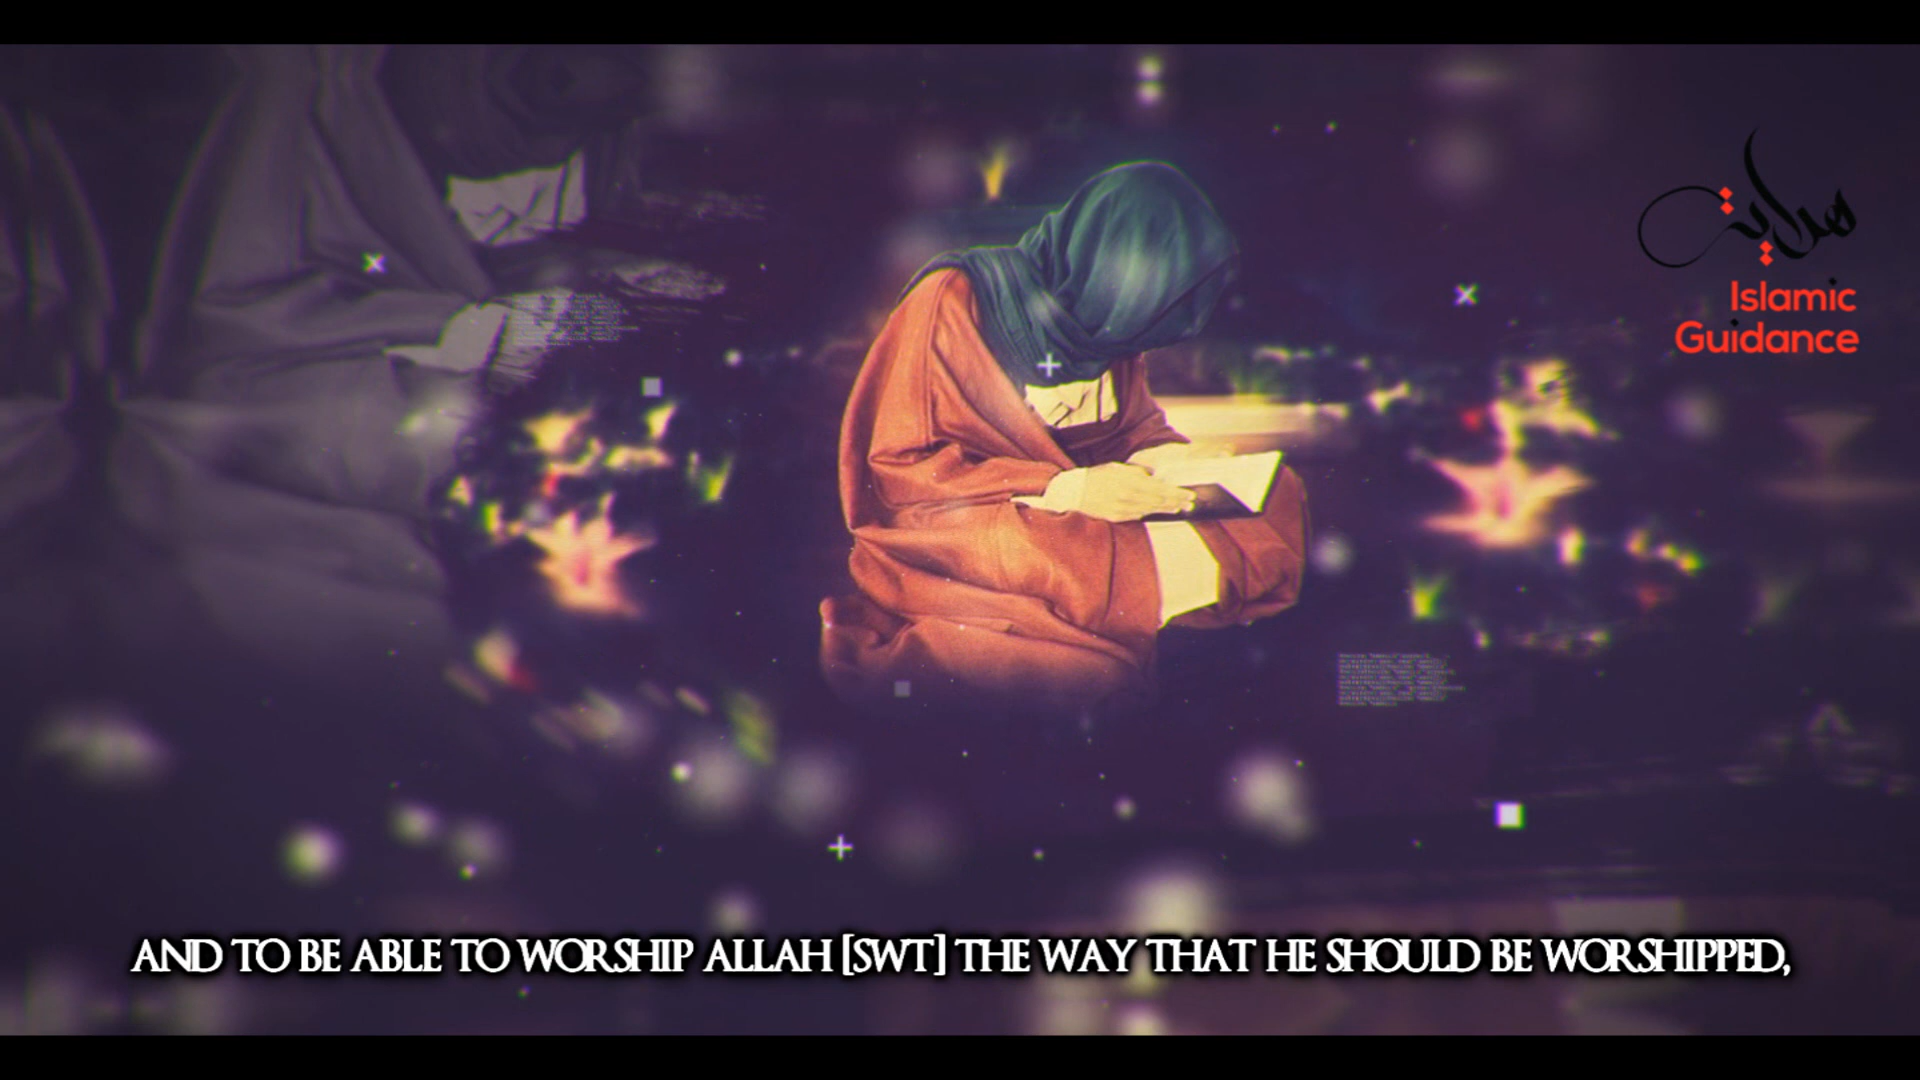 هداية
Islamic
Guidance
AND TO BE ABLE TO WORSHIP ALLAH [SWT] THE WAY THAT HE SHOULD BE WORSHIPPED,